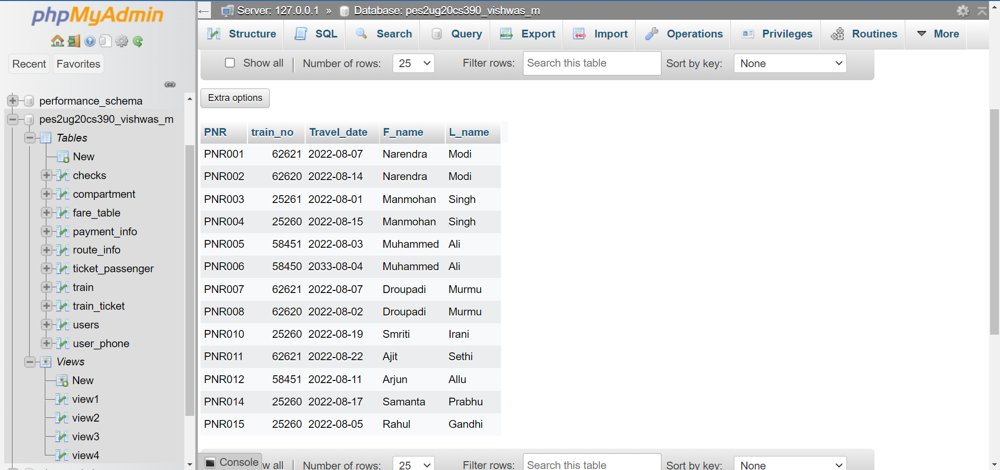 phpMyAdmin
Recent Favorites
performance_schema
pes2ug20cs390_vishwas_m
Tables
New
checks
compartment
fare_table
payment_info
route_info
ticket_passenger
train
train_ticket
users
user_phone
Views
New
view1
view2
view3
view4
Server: 127.0.0.1 » Database: pes2ug20cs390_vishwas_m
Structure SQL Search Query Export Import Operations Privileges Routines More
Show all Number of rows: 25 Filter rows: Search this table Sort by key: None
Extra options
PNR train_no Travel_date F_name L_name
PNR001 62621 2022-08-07 Narendra Modi
PNR002 62620 2022-08-14 Narendra Modi
PNR003 25261 2022-08-01 Manmohan Singh
PNR004 25260 2022-08-15 Manmohan Singh
PNR005 58451 2022-08-03 Muhammed Ali
PNR006 58450 2033-08-04 Muhammed Ali
PNR007 62621 2022-08-07 Droupadi Murmu
PNR008 62620 2022-08-02 Droupadi Murmu
PNR010 25260 2022-08-19 Smriti Irani
PNR011 62621 2022-08-22 Ajit Sethi
PNR012 58451 2022-08-11 Arjun Allu
PNR014 25260 2022-08-17 Samanta Prabhu
PNR015 25260 2022-08-05 Rahul Gandhi
Console w all Number of rows: 25 Filter rows: Search this table Sort by key: None